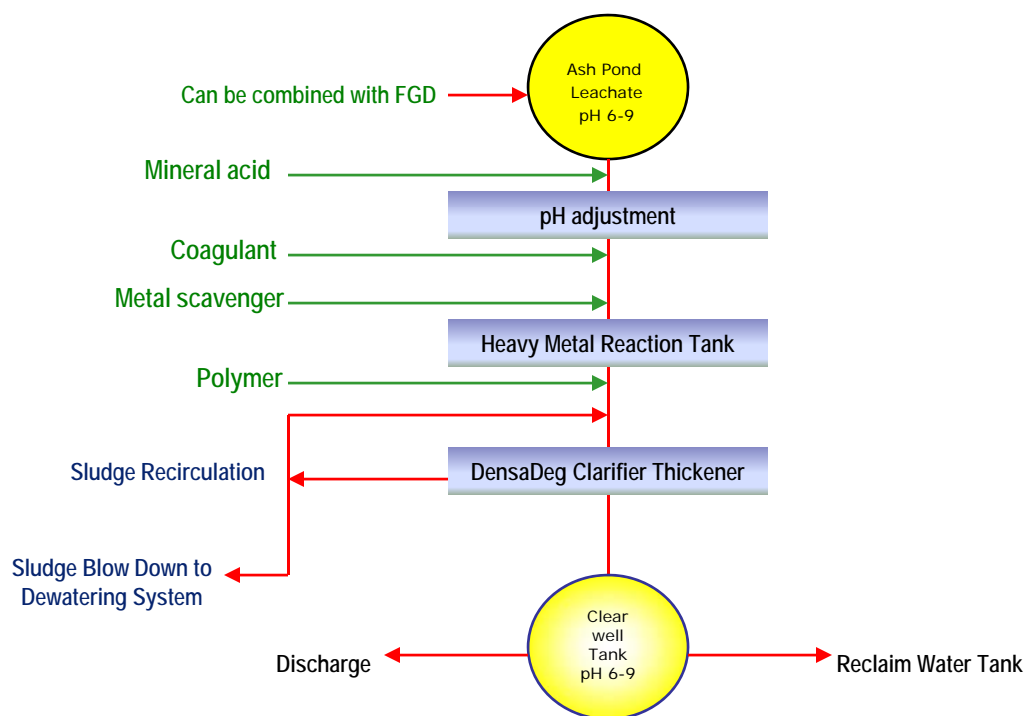 Ash Pond
Leachate
pH 6-9
Can be combined with FGD
Mineral acid
pH adjustment
Coagulant
Metal scavenger
Heavy Metal Reaction Tank
Polymer
Sludge Recirculation
DensaDeg Clarifier Thickener
Sludge Blow Down to
Dewatering System
Clear
well
Tank
pH 6-9
Discharge
Reclaim Water Tank